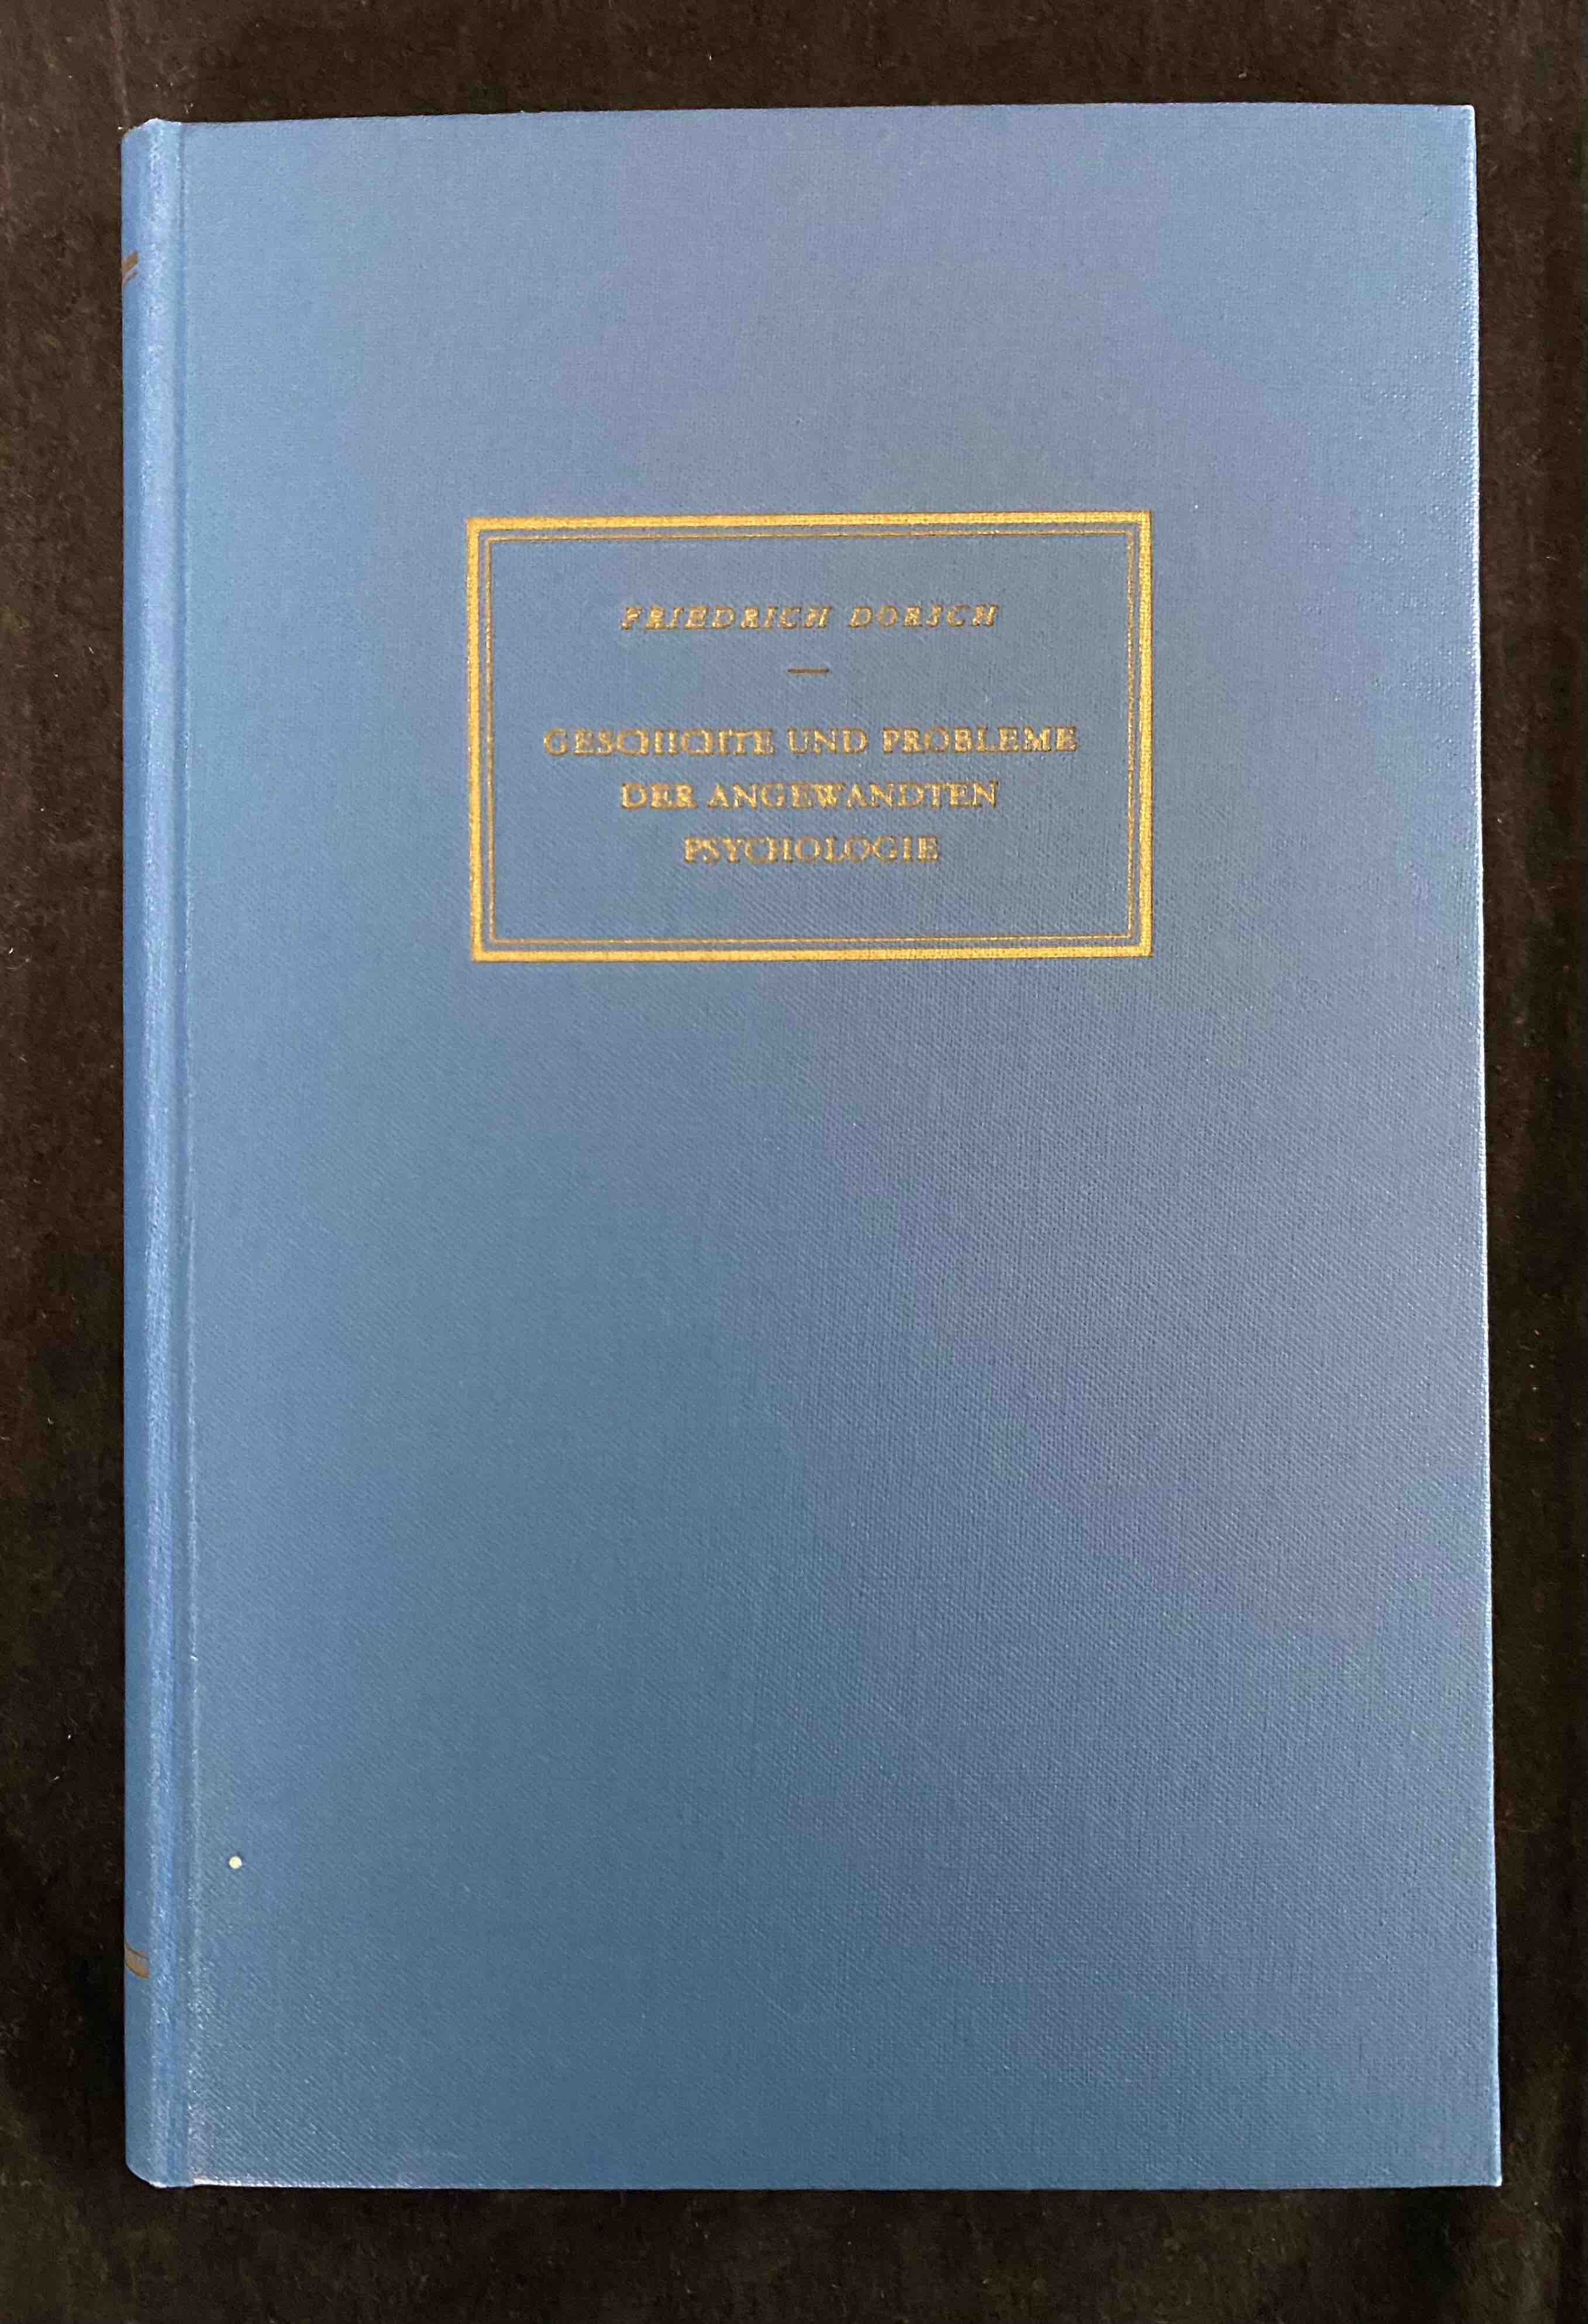 FRIEDRICH DORSCH
GESCHICHTE UND PROBLEME
DER ANGEWANDTEN
PSYCHOLOGIE